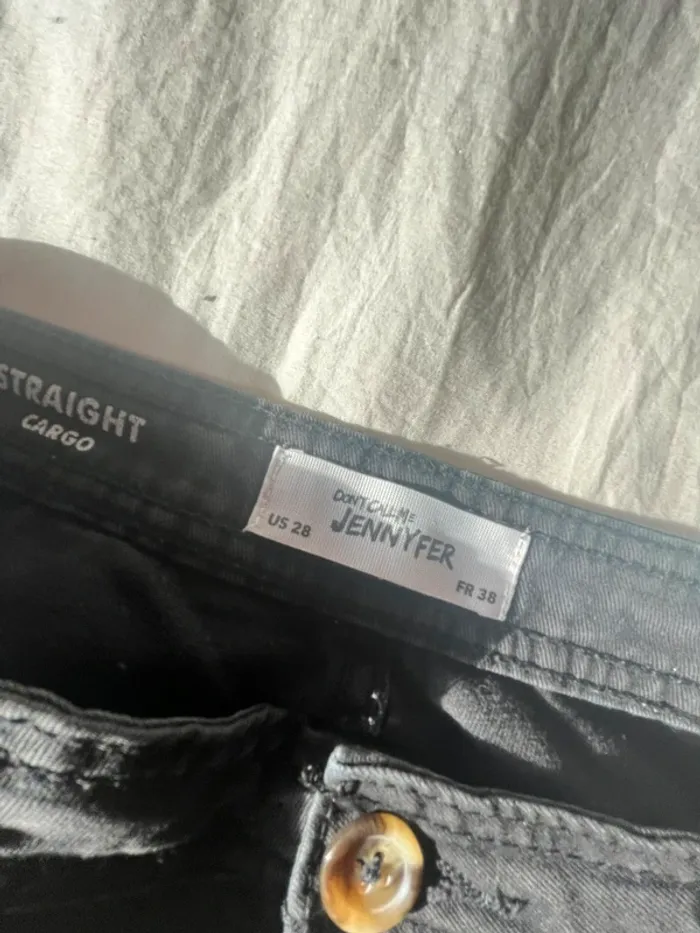 STRAIGHT
CARGO
DON'T CALL ME
JENNYFER
US 28
FR 38